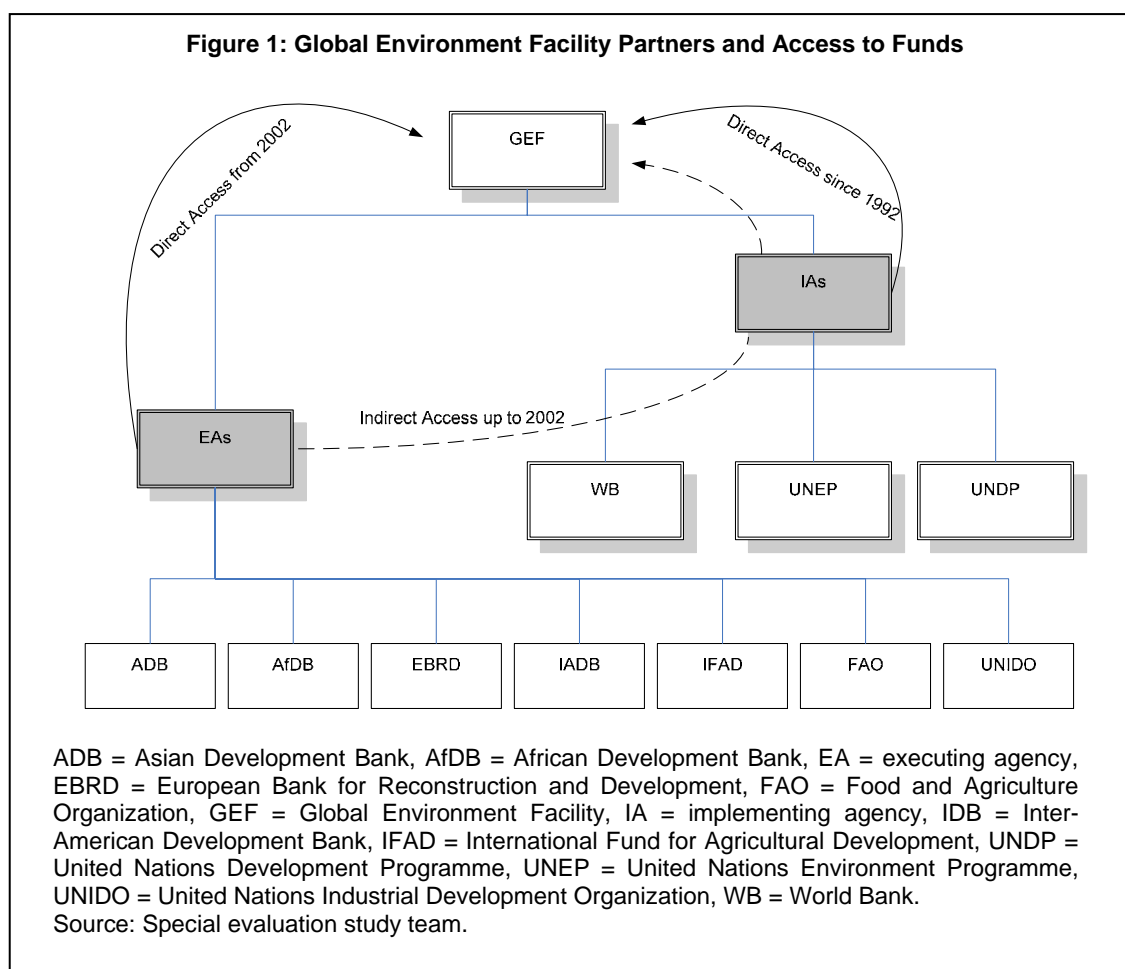 Figure 1: Global Environment Facility Partners and Access to Funds
Direct Access from 2002
GEF
Direct Access since 1992
IAs
Indirect Access up to 2002
EAs
WB
UNEP
UNDP
ADB
AfDB
EBRD
IADB
IFAD
FAO
UNIDO
ADB = Asian Development Bank, AfDB = African Development Bank, EA = executing agency,
EBRD = European Bank for Reconstruction and Development, FAO = Food and Agriculture
Organization, GEF = Global Environment Facility, IA = implementing agency, IDB = Inter-
American Development Bank, IFAD = International Fund for Agricultural Development, UNDP =
United Nations Development Programme, UNEP = United Nations Environment Programme,
UNIDO = United Nations Industrial Development Organization, WB = World Bank.
Source: Special evaluation study team.